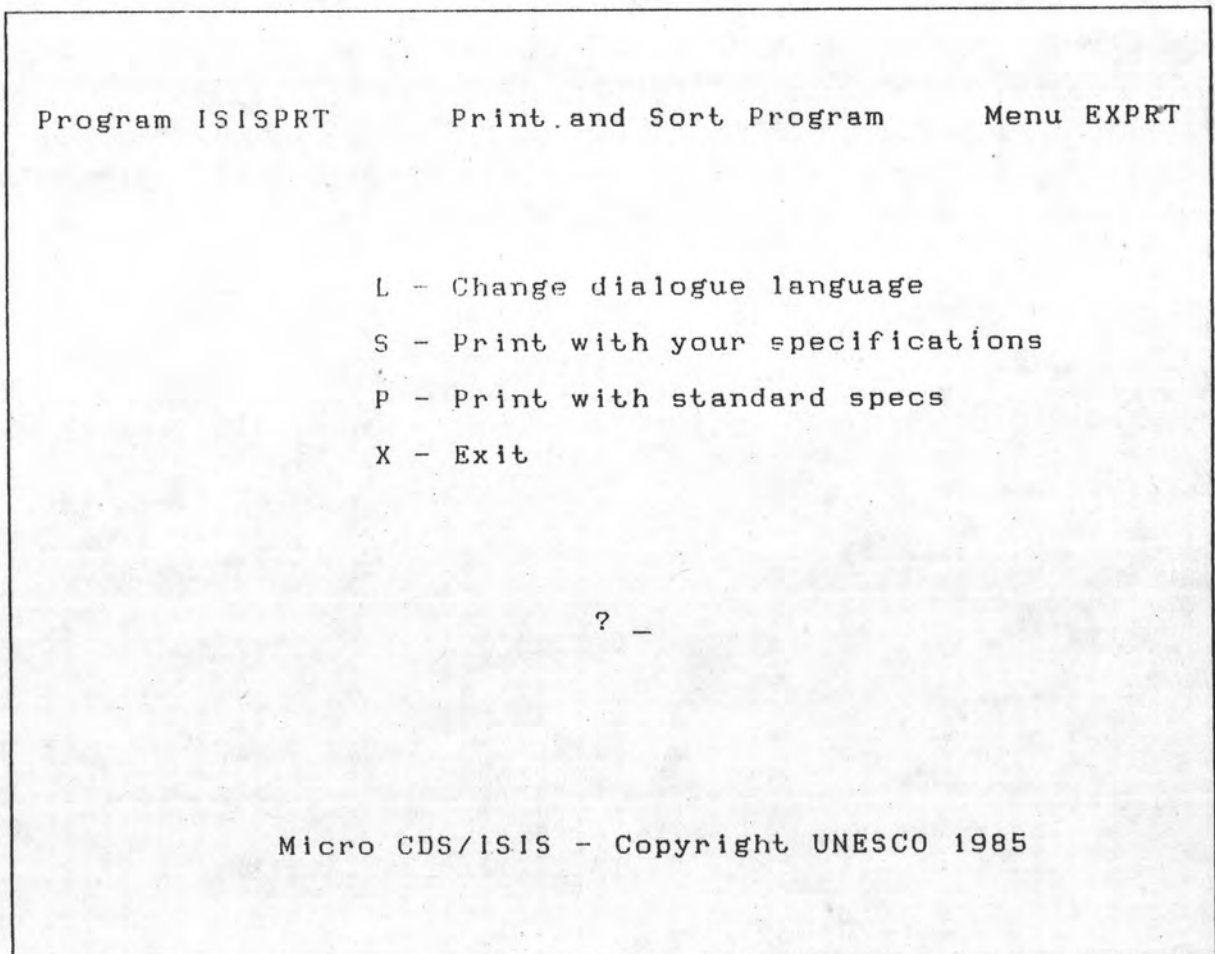 Program ISISPRT Print and Sort Program Menu EXPRT
L - Change dialogue language
S - Print with your specifications
P - Print with standard specs
X - Exit
? _
Micro CDS/ISIS - Copyright UNESCO 1985